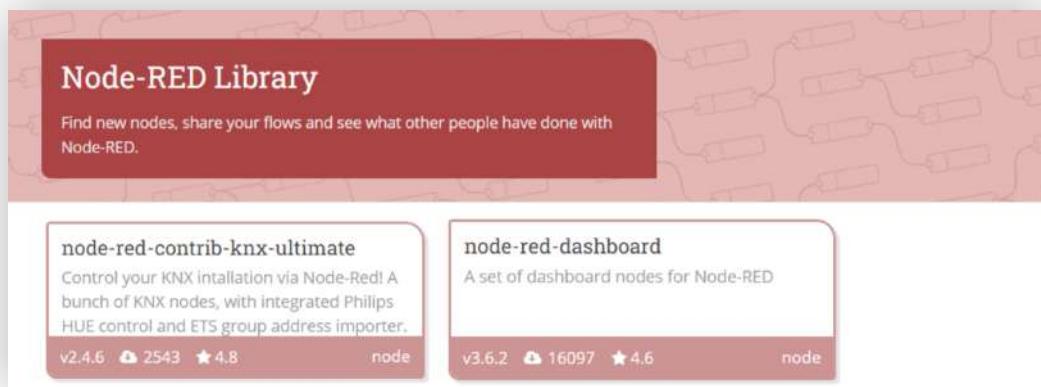 Node-RED Library
Find new nodes, share your flows and see what other people have done with
Node-RED.
node-red-contrib-knx-ultimate
Control your KNX intallation via Node-Red! A
bunch of KNX nodes, with integrated Philips
HUE control and ETS group address importer.
v2.4.6 2543 4.8 node
node-red-dashboard
A set of dashboard nodes for Node-RED
v3.6.2 16097 4.6 node